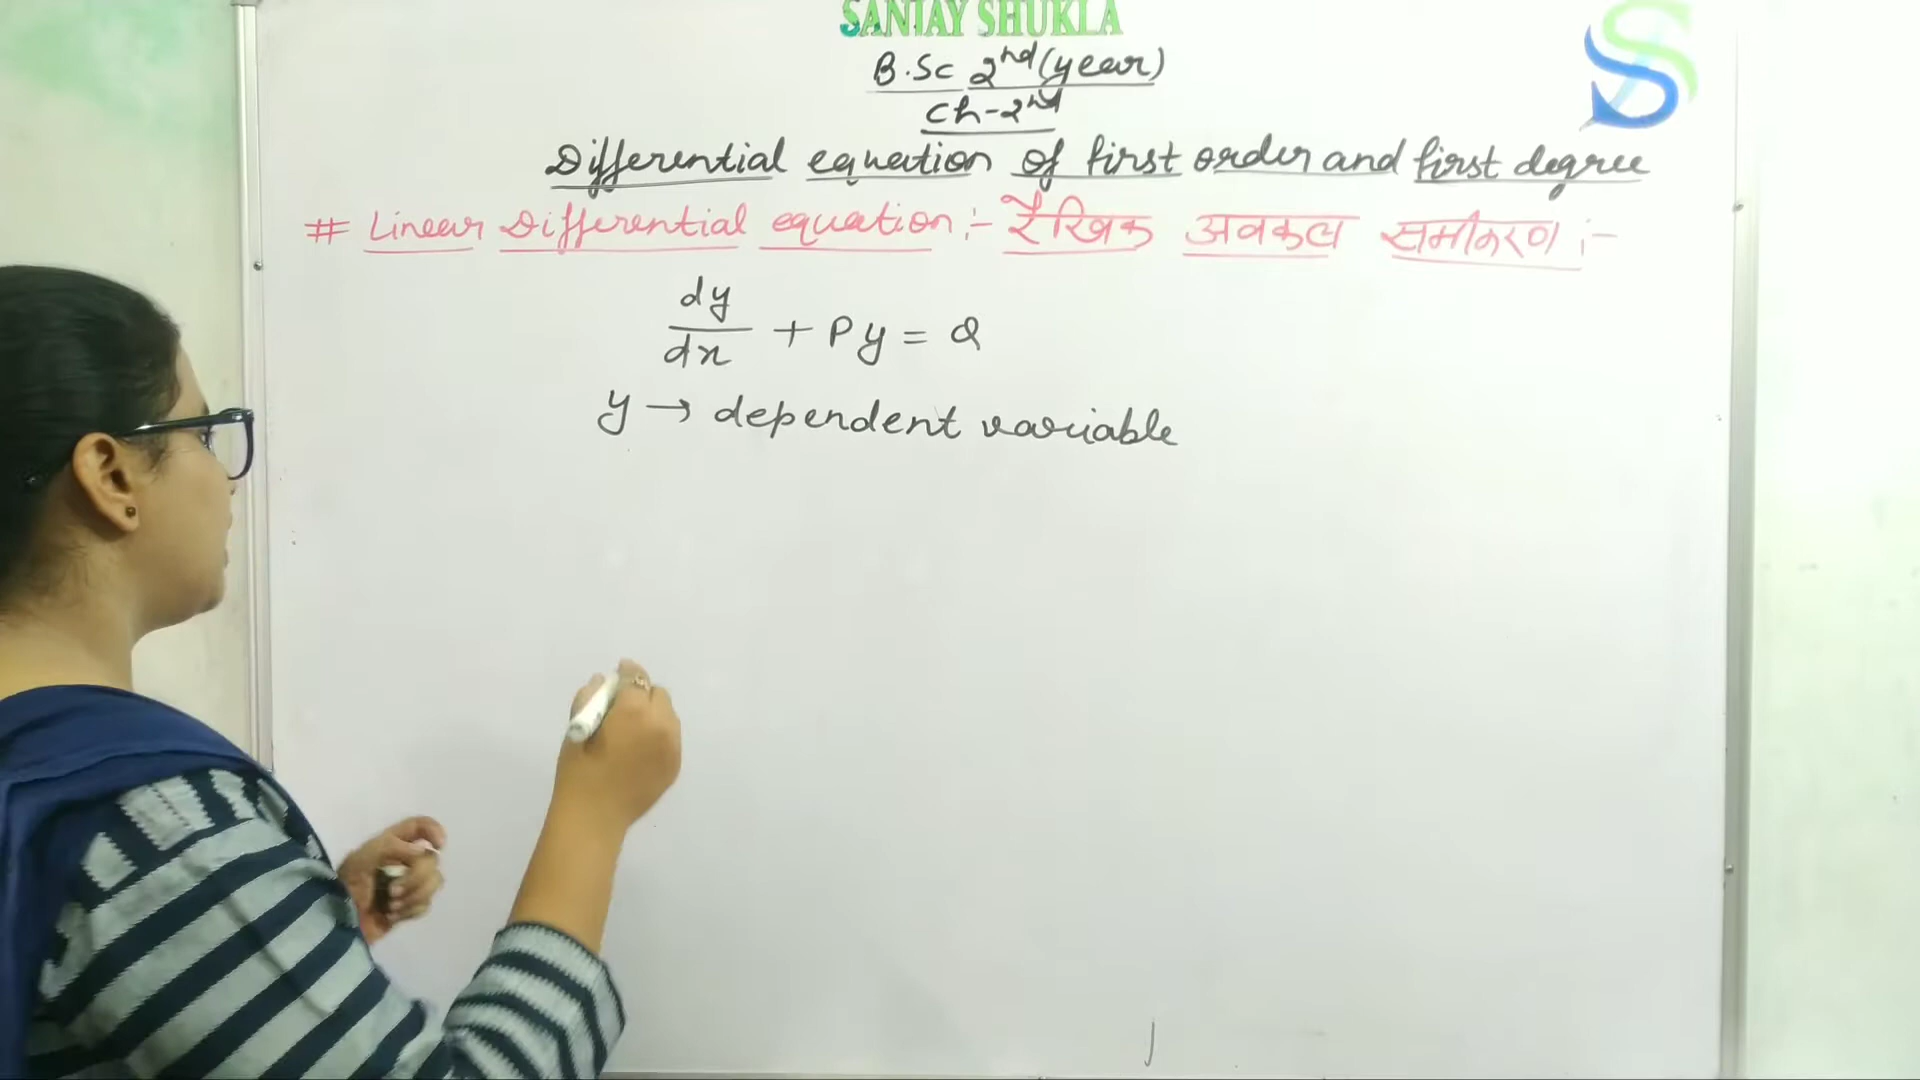 SANJAY SHUKLA
B.Sc 2nd (year)
Ch-2nd
Differential equation of first order and first degree
# Linear Differential equation :- रैखिक अवकल समीकरण :-
dy/dx + Py = Q
y → dependent variable